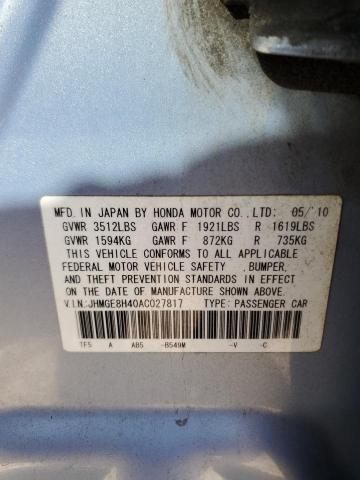 MFD. IN JAPAN BY HONDA MOTOR CO., LTD: 05/'10
GVWR 3512LBS GAWR F 1921LBS R 1619LBS
GVWR 1594KG GAWR F 872KG R 735KG
THIS VEHICLE CONFORMS TO ALL APPLICABLE
FEDERAL MOTOR VEHICLE SAFETY ,BUMPER,
AND THEFT PREVENTION STANDARDS IN EFFECT
ON THE DATE OF MANUFACTURE SHOWN ABOVE.
V.I.N.:JHMGE8H40AC027817 TYPE: PASSENGER CAR
TF5 A AB5 -B549M -V -C